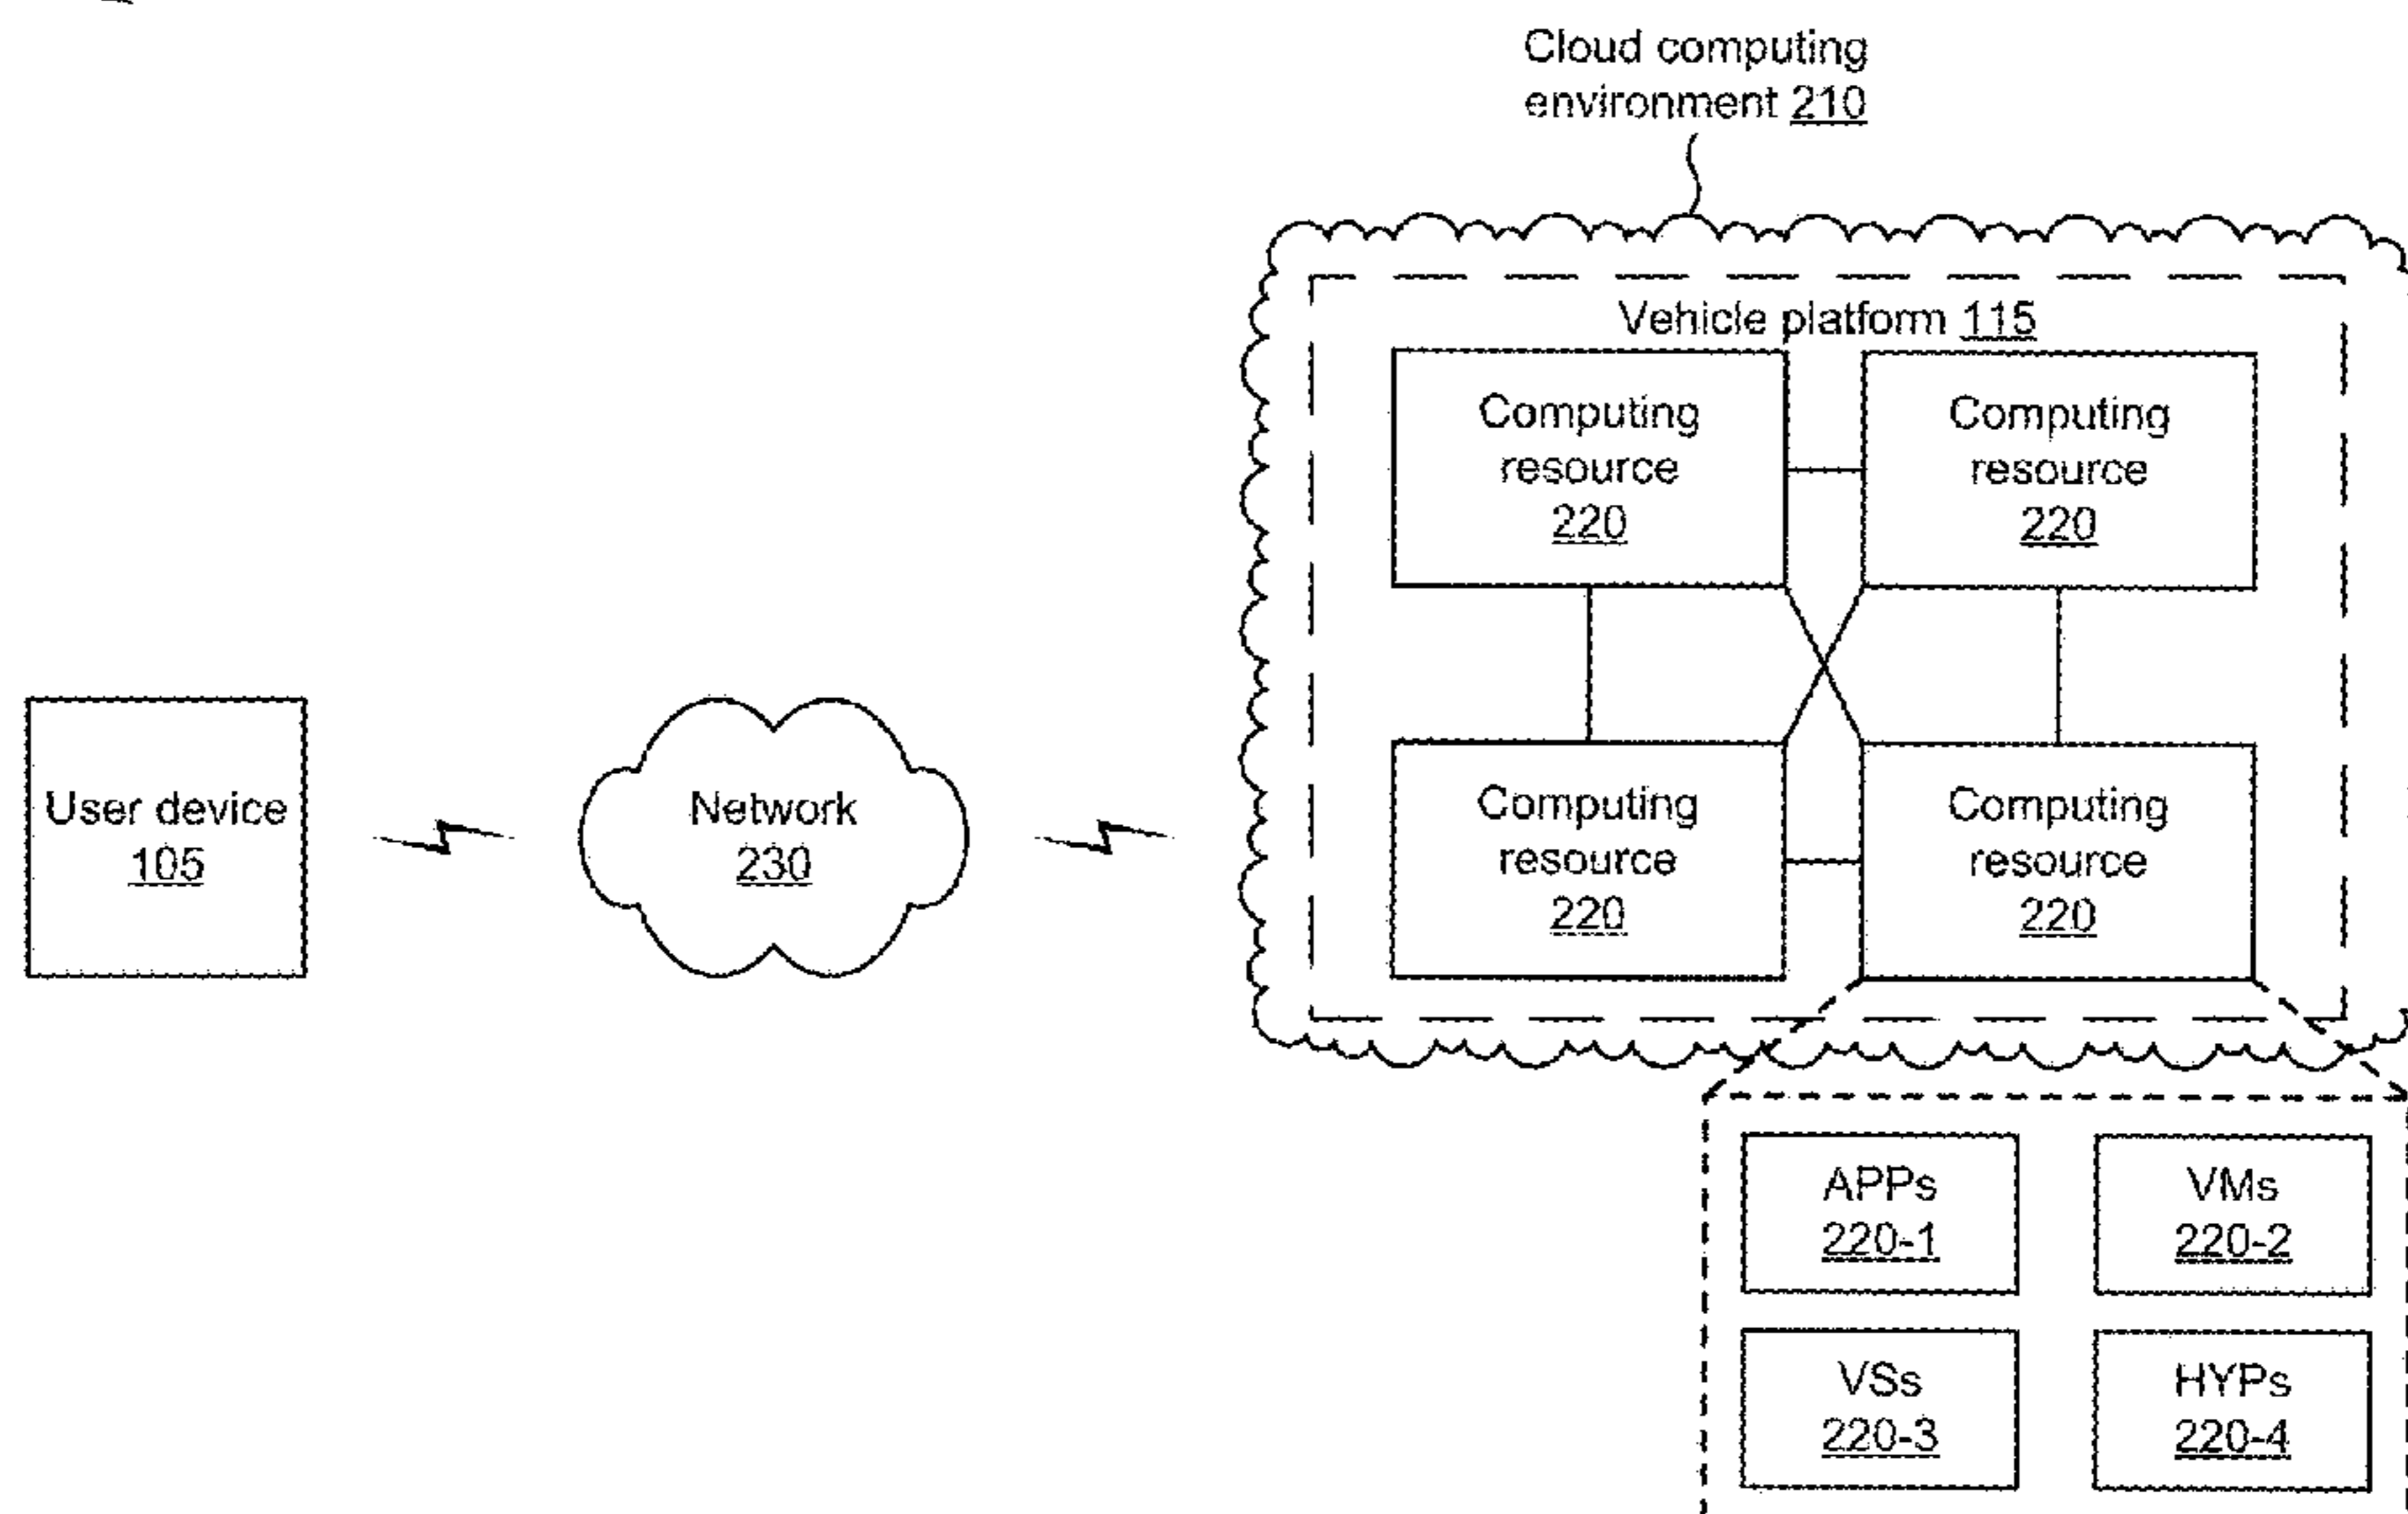 Cloud computing
environment 210
Vehicle platform 115
Computing
resource
220
Computing
resource
220
User device
105
Network
230
Computing
resource
220
Computing
resource
220
APPs
220-1
VMs
220-2
VSs
220-3
HYPs
220-4